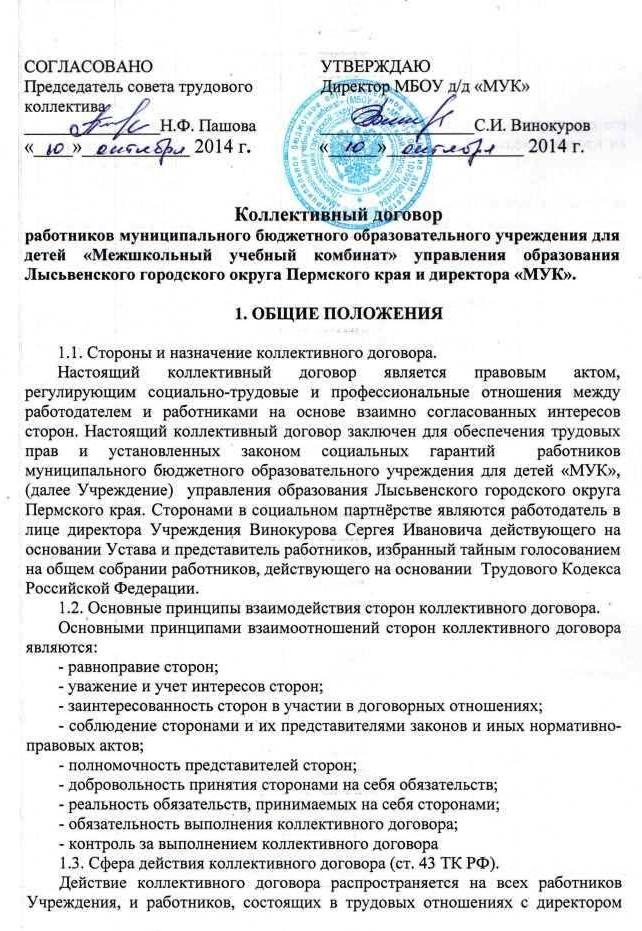 СОГЛАСОВАНО УТВЕРЖДАЮ
Председатель совета трудового Директор МБОУ д/д «МУК»
коллектива
Н.Ф. Пашова С.И. Винокуров
«10» октября 2014 г. «10» октября 2014 г.
Коллективный договор
работников муниципального бюджетного образовательного учреждения для
детей «Межшкольный учебный комбинат» управления образования
Лысьвенского городского округа Пермского края и директора «МУК».
1. ОБЩИЕ ПОЛОЖЕНИЯ
1.1. Стороны и назначение коллективного договора.
Настоящий коллективный договор является правовым актом,
регулирующим социально-трудовые и профессиональные отношения между
работодателем и работниками на основе взаимно согласованных интересов
сторон. Настоящий коллективный договор заключен для обеспечения трудовых
прав и установленных законом социальных гарантий работников
муниципального бюджетного образовательного учреждения для детей «МУК»,
(далее Учреждение) управления образования Лысьвенского городского округа
Пермского края. Сторонами в социальном партнёрстве являются работодатель в
лице директора Учреждения Винокурова Сергея Ивановича действующего на
основании Устава и представитель работников, избранный тайным голосованием
на общем собрании работников, действующего на основании Трудового Кодекса
Российской Федерации.
1.2. Основные принципы взаимодействия сторон коллективного договора.
Основными принципами взаимоотношений сторон коллективного договора
являются:
- равноправие сторон;
- уважение и учет интересов сторон;
- заинтересованность сторон в участии в договорных отношениях;
- соблюдение сторонами и их представителями законов и иных нормативно-
правовых актов;
- полномочность представителей сторон;
- добровольность принятия сторонами на себя обязательств;
- реальность обязательств, принимаемых на себя сторонами;
- обязательность выполнения коллективного договора;
- контроль за выполнением коллективного договора
1.3. Сфера действия коллективного договора (ст. 43 ТК РФ).
Действие коллективного договора распространяется на всех работников
Учреждения, и работников, состоящих в трудовых отношениях с директором